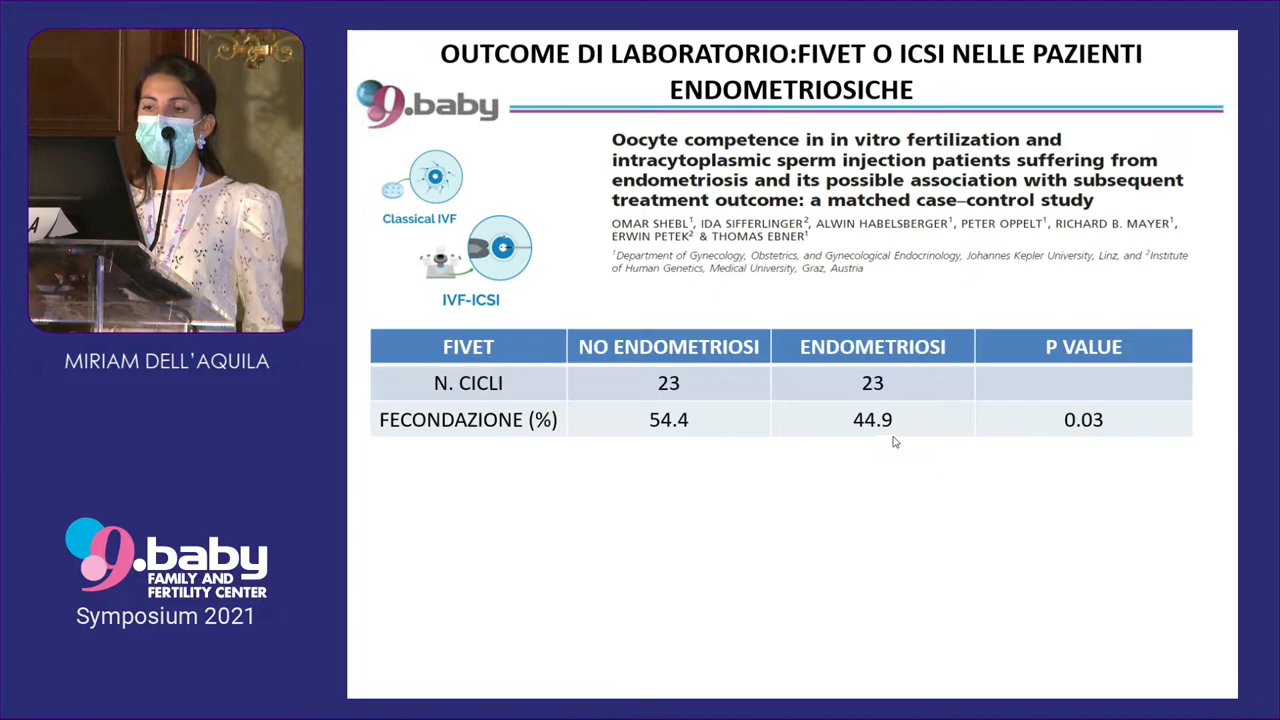 OUTCOME DI LABORATORIO:FIVET O ICSI NELLE PAZIENTI
ENDOMETRIOSICHE
9.baby
Oocyte competence in in vitro fertilization and
intracytoplasmic sperm injection patients suffering from
endometriosis and its possible association with subsequent
treatment outcome: a matched case–control study
OMAR SHEBL¹, IDA SIFFERLINGER², ALWIN HABELSBERGER¹, PETER OPPELT¹, RICHARD B. MAYER¹,
ERWIN PETEK² & THOMAS EBNER¹
¹Department of Gynecology, Obstetrics, and Gynecological Endocrinology, Johannes Kepler University, Linz, and ²Institute
of Human Genetics, Medical University, Graz, Austria
Classical IVF
IVF-ICSI
FIVET NO ENDOMETRIOSI ENDOMETRIOSI P VALUE
N. CICLI 23 23
FECONDAZIONE (%) 54.4 44.9 0.03
A
MIRIAM DELL'AQUILA
9.baby
FAMILY AND
FERTILITY CENTER
Symposium 2021